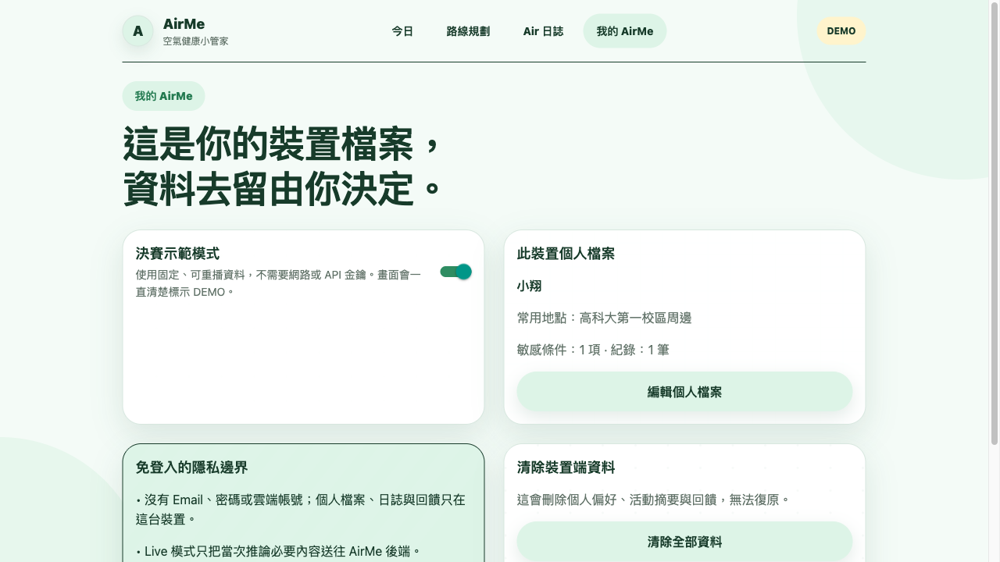 A
AirMe
空氣健康小管家
今日
路線規劃
Air 日誌
我的 AirMe
DEMO
我的 AirMe
這是你的裝置檔案，
資料去留由你決定。
決賽示範模式
使用固定、可重播資料，不需要網路或 API 金鑰。畫面會一
直清楚標示 DEMO。
此裝置個人檔案
小翔
常用地點：高科大第一校區周邊
敏感條件：1 項 · 紀錄：1 筆
編輯個人檔案
免登入的隱私邊界
• 沒有 Email、密碼或雲端帳號；個人檔案、日誌與回饋只在
這台裝置。
• Live 模式只把當次推論必要內容送往 AirMe 後端。
清除裝置端資料
這會刪除個人偏好、活動摘要與回饋，無法復原。
清除全部資料